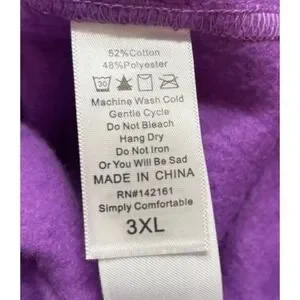 52%Cotton
48%Polyester
30
Machine Wash Cold
Gentle Cycle
Do Not Bleach
Hang Dry
Do Not Iron
Or You Will Be Sad
MADE IN CHINA
RN#142161
Simply Comfortable
3XL